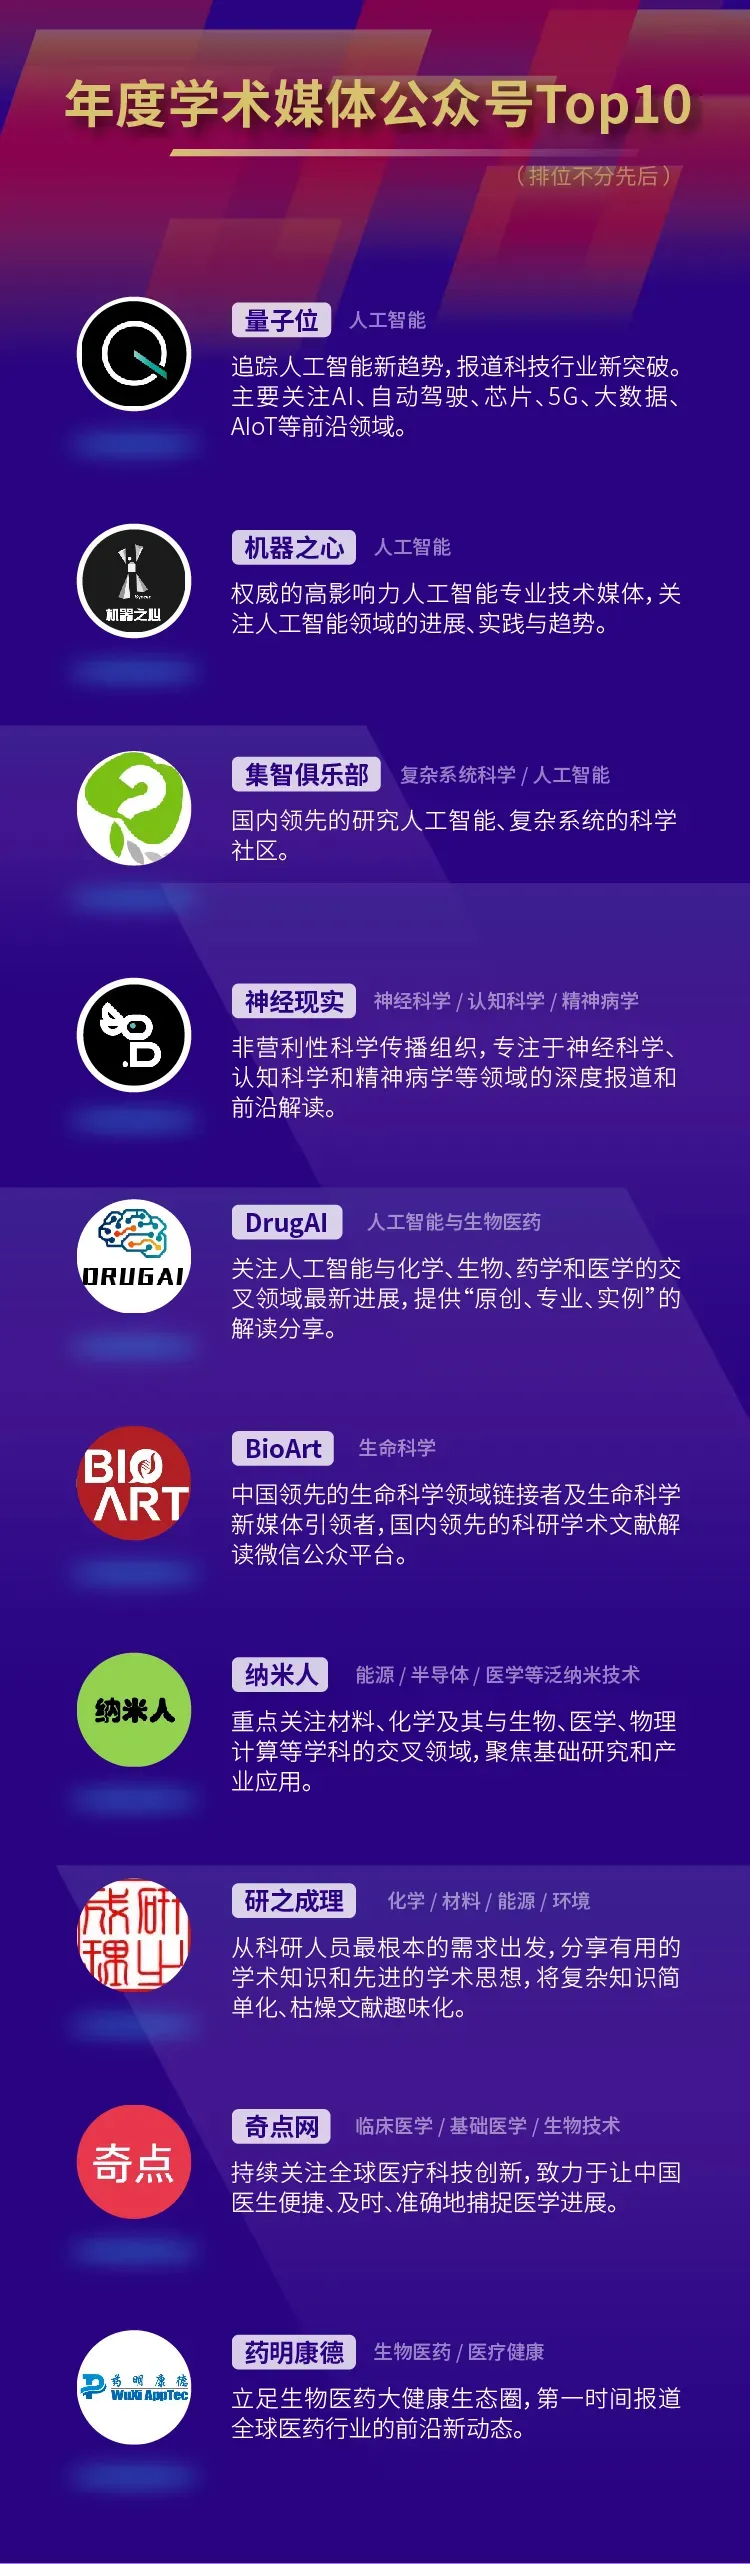 年度学术媒体公众号Top10
（排位不分先后）
量子位 人工智能
追踪人工智能新趋势，报道科技行业新突破。
主要关注AI、自动驾驶、芯片、5G、大数据、
AIoT等前沿领域。
Synced
机器之心
机器之心 人工智能
权威的高影响力人工智能专业技术媒体，关
注人工智能领域的进展、实践与趋势。
集智俱乐部 复杂系统科学 / 人工智能
国内领先的研究人工智能、复杂系统的科学
社区。
神经现实 神经科学 / 认知科学 / 精神病学
非营利性科学传播组织，专注于神经科学、
认知科学和精神病学等领域的深度报道和
前沿解读。
DRUGAI
DrugAI 人工智能与生物医药
关注人工智能与化学、生物、药学和医学的交
叉领域最新进展，提供“原创、专业、实例”的
解读分享。
BIO
ART
BioArt 生命科学
中国领先的生命科学领域链接者及生命科学
新媒体引领者，国内领先的科研学术文献解
读微信公众平台。
纳米人
纳米人 能源 / 半导体 / 医学等泛纳米技术
重点关注材料、化学及其与生物、医学、物理
计算等学科的交叉领域，聚焦基础研究和产
业应用。
研之成理
研之成理 化学 / 材料 / 能源 / 环境
从科研人员最根本的需求出发，分享有用的
学术知识和先进的学术思想，将复杂知识简
单化、枯燥文献趣味化。
奇点
奇点网 临床医学 / 基础医学 / 生物技术
持续关注全球医疗科技创新，致力于让中国
医生便捷、及时、准确地捕捉医学进展。
药明康德
WuXi AppTec
药明康德 生物医药 / 医疗健康
立足生物医药大健康生态圈，第一时间报道
全球医药行业的前沿新动态。